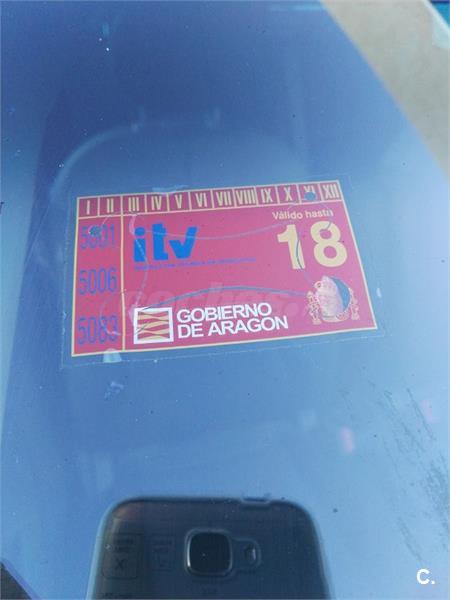 I II III IV V VI VII VIII IX X XI XII
Válido hasta
18
itv
5001
5006
5083
GOBIERNO
DE ARAGON
C.